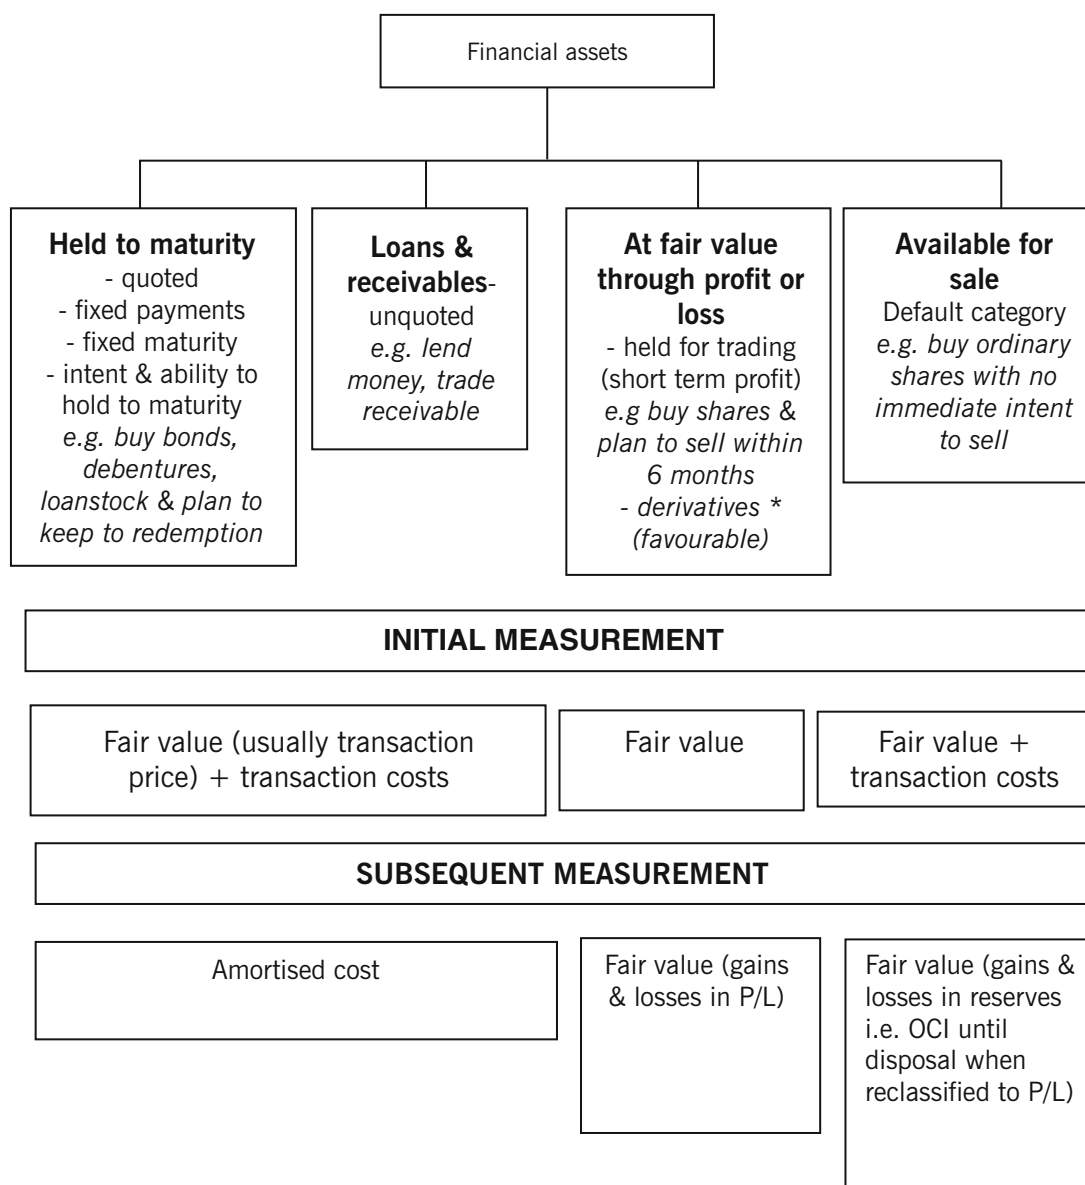 Financial assets
Held to maturity
- quoted
- fixed payments
- fixed maturity
- intent & ability to
hold to maturity
e.g. buy bonds,
debentures,
loanstock & plan to
keep to redemption
Loans &
receivables-
unquoted
e.g. lend
money, trade
receivable
At fair value
through profit or
loss
- held for trading
(short term profit)
e.g buy shares &
plan to sell within
6 months
- derivatives *
(favourable)
Available for
sale
Default category
e.g. buy ordinary
shares with no
immediate intent
to sell
INITIAL MEASUREMENT
Fair value (usually transaction
price) + transaction costs
Fair value
Fair value +
transaction costs
SUBSEQUENT MEASUREMENT
Amortised cost
Fair value (gains
& losses in P/L)
Fair value (gains &
losses in reserves
i.e. OCI until
disposal when
reclassified to P/L)